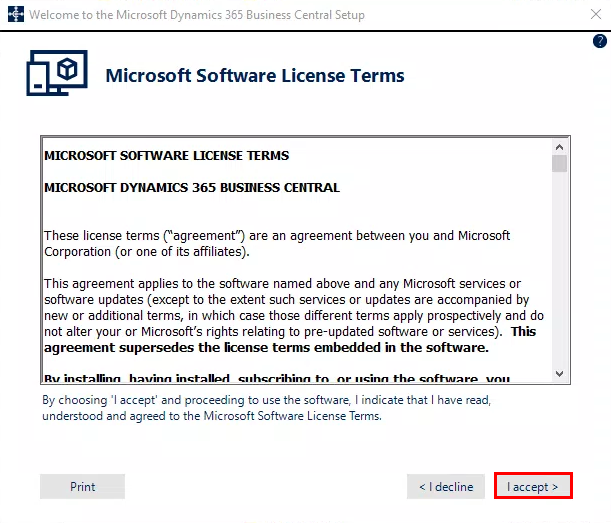 Welcome to the Microsoft Dynamics 365 Business Central Setup
?
Microsoft Software License Terms
MICROSOFT SOFTWARE LICENSE TERMS
MICROSOFT DYNAMICS 365 BUSINESS CENTRAL
These license terms (“agreement”) are an agreement between you and Microsoft
Corporation (or one of its affiliates).
This agreement applies to the software named above and any Microsoft services or
software updates (except to the extent such services or updates are accompanied by
new or additional terms, in which case those different terms apply prospectively and do
not alter your or Microsoft’s rights relating to pre-updated software or services). This
agreement supersedes the license terms embedded in the software.
By installing, having installed, subscribing to, or using the software, you
By choosing 'I accept' and proceeding to use the software, I indicate that I have read,
understood and agreed to the Microsoft Software License Terms.
Print
< I decline
I accept >